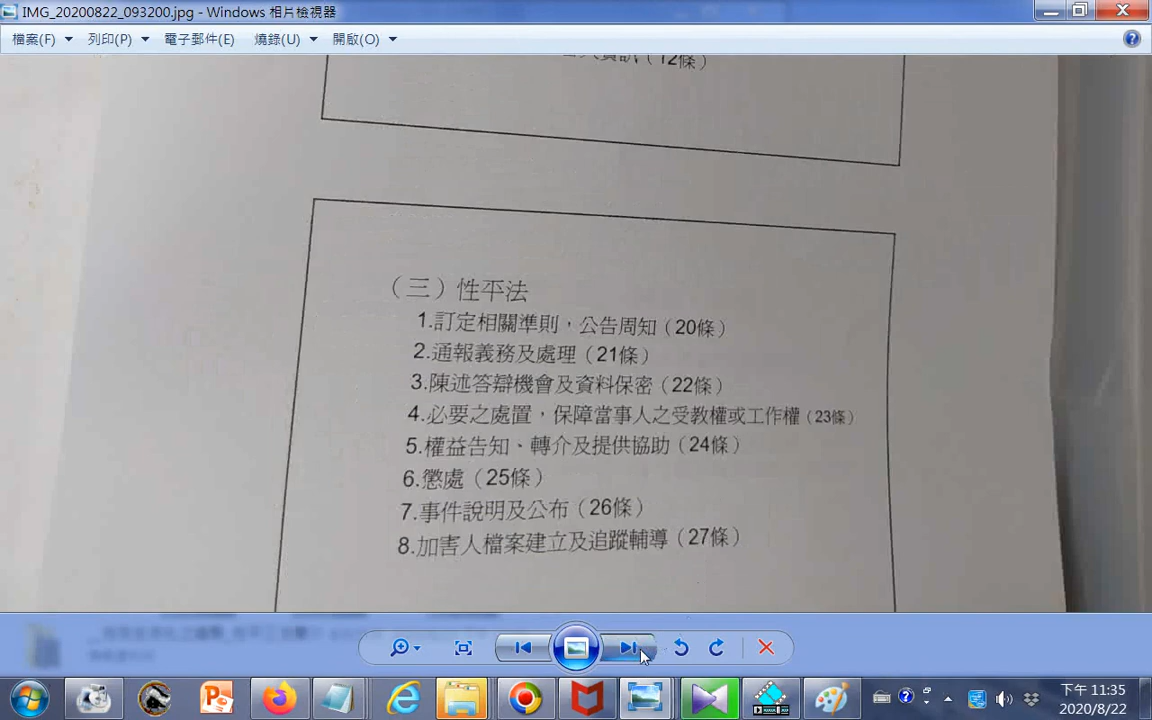 IMG_20200822_093200.jpg - Windows 相片檢視器
檔案(F) 列印(P) 電子郵件(E) 燒錄(U) 開啟(O)
(12條)
（三）性平法
1.訂定相關準則，公告周知（20條）
2.通報義務及處理（21條）
3.陳述答辯機會及資料保密（22條）
4.必要之處置，保障當事人之受教權或工作權（23條）
5.權益告知、轉介及提供協助（24條）
6.懲處（25條）
7.事件說明及公布（26條）
8.加害人檔案建立及追蹤輔導（27條）
下午 11:35
2020/8/22